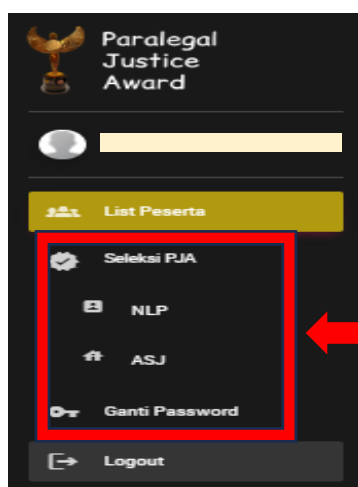 Paralegal
Justice
Award
List Peserta
Seleksi PJA
NLP
ASJ
Ganti Password
Logout